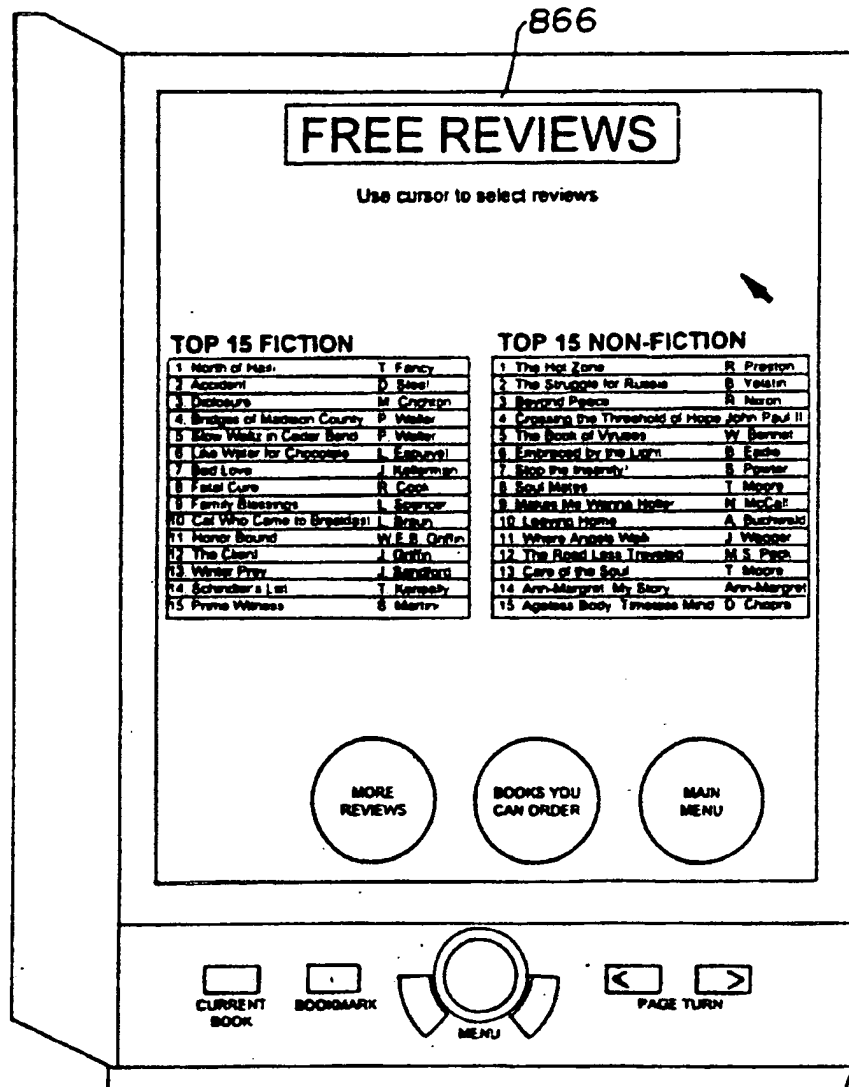 866
FREE REVIEWS
Use cursor to select reviews
TOP 15 FICTION
1 North of Hasi T Fancy
2 Accident D Steel
3 Disclosure M Crichton
4. Bridges of Madison County P Waller
5 Slow Waltz in Cedar Bend P. Waller
6 Like Water for Chocolate L Esquivel
7 Bad Love J Kellerman
8 Fatal Cure R Cook
9 Family Blessings L Spencer
10 Cat Who Came to Breakfast L Braun
11 Honor Bound W.E.B. Griffin
12 The Client J Griffin
13. Winter Prey J Sandford
14. Schindler's List T Keneally
15 Prime Witness S Martini
TOP 15 NON-FICTION
1 The Hot Zone R Preston
2 The Struggle for Russia B Yelstin
3 Beyond Peace R Nixon
4 Crossing the Threshold of Hope John Paul II
5 The Book of Viruses W Bennet
6 Embraced by the Light B Eadie
7 Stop the Insanity! S Powter
8 Soul Mates T Moore
9 Makes Me Wanna Holler N McCall
10 Leaving Home A Buchwald
11 Where Angels Walk J Wagger
12 The Road Less Traveled M.S. Peck
13 Care of the Soul T Moore
14 Ann-Margret My Story Ann-Margret
15 Ageless Body Timeless Mind D Chopra
MORE
REVIEWS
BOOKS YOU
CAN ORDER
MAIN
MENU
CURRENT
BOOK
BOOKMARK
MENU
<
>
PAGE TURN